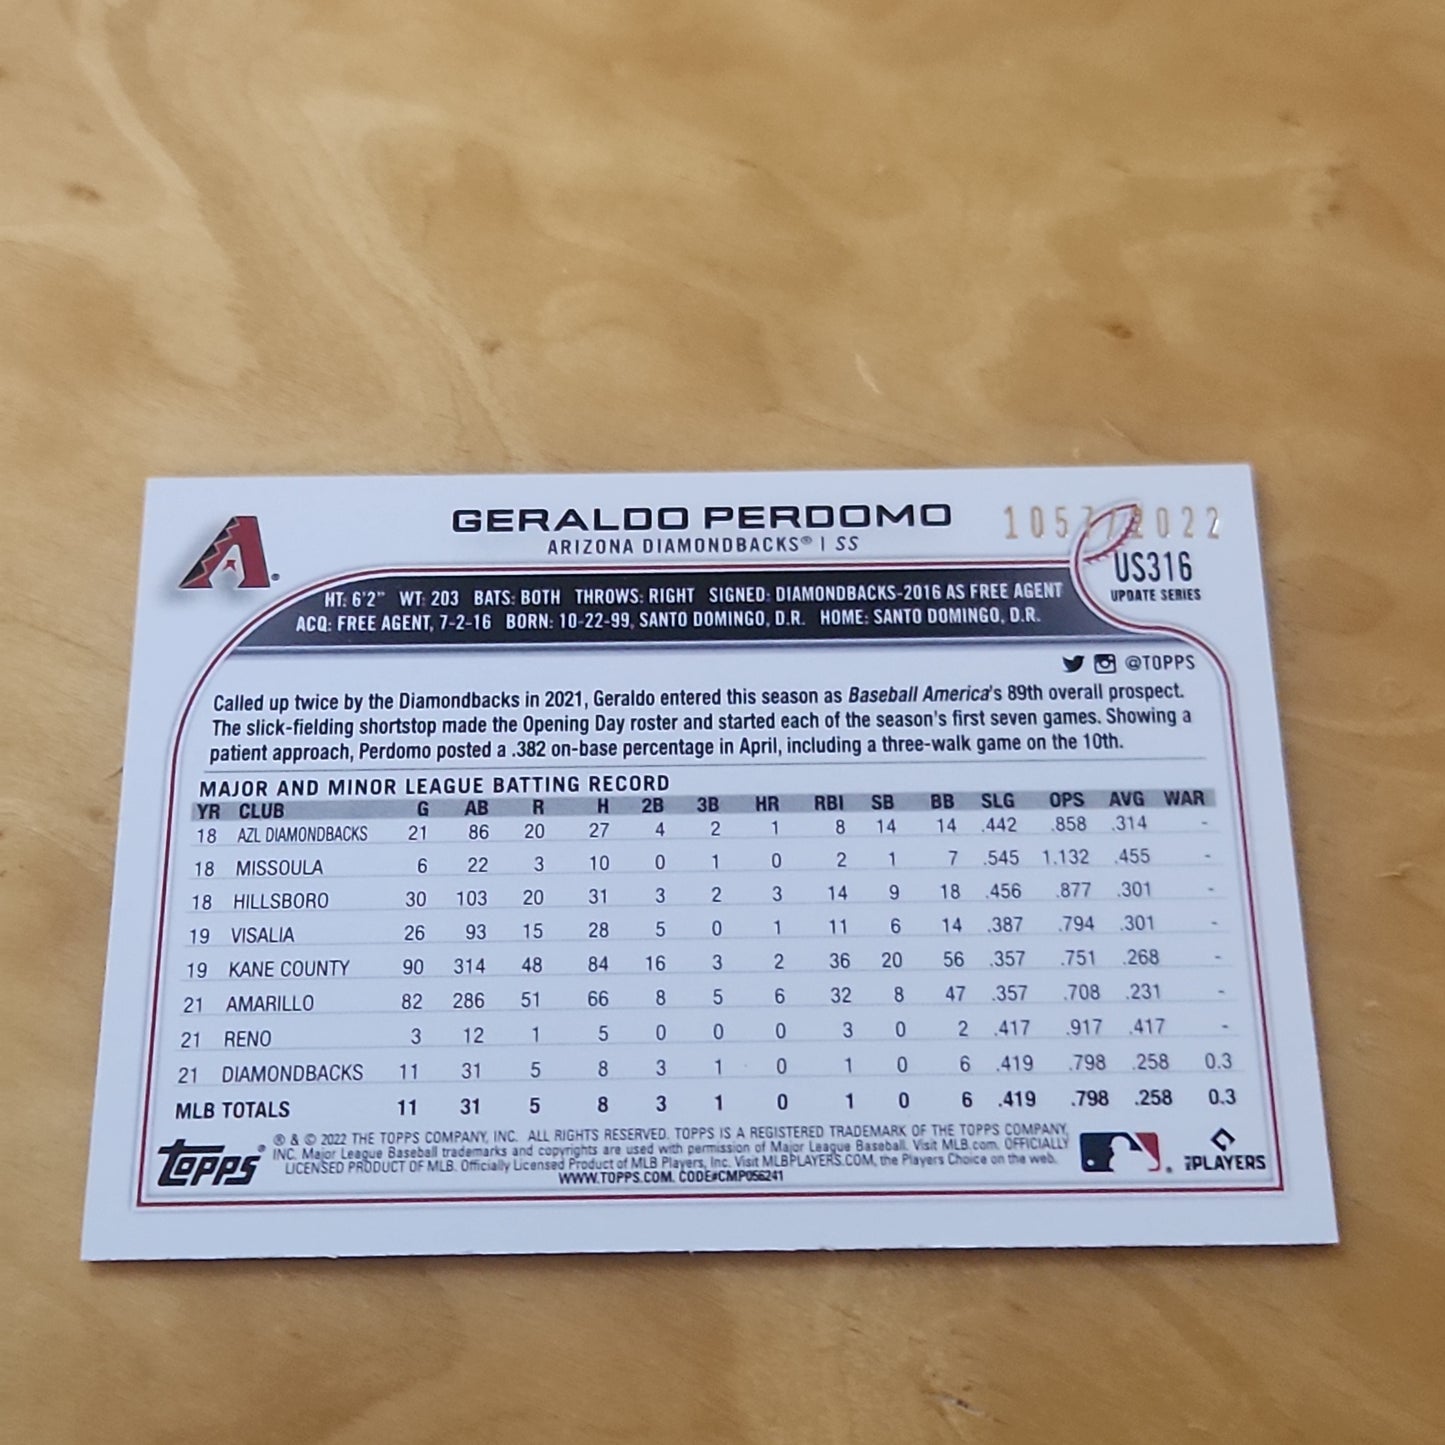 GERALDO PERDOMO
ARIZONA DIAMONDBACKS® | SS
1057/2022
US316
UPDATE SERIES
HT: 6'2" WT: 203 BATS: BOTH THROWS: RIGHT SIGNED: DIAMONDBACKS-2016 AS FREE AGENT
ACQ: FREE AGENT, 7-2-16 BORN: 10-22-99, SANTO DOMINGO, D.R. HOME: SANTO DOMINGO, D.R.
@TOPPS
Called up twice by the Diamondbacks in 2021, Geraldo entered this season as Baseball America's 89th overall prospect.
The slick-fielding shortstop made the Opening Day roster and started each of the season's first seven games. Showing a
patient approach, Perdomo posted a .382 on-base percentage in April, including a three-walk game on the 10th.
MAJOR AND MINOR LEAGUE BATTING RECORD
YR CLUB G AB R H 2B 3B HR RBI SB BB SLG OPS AVG WAR
18 AZL DIAMONDBACKS 21 86 20 27 4 2 1 8 14 14 .442 .858 .314 -
18 MISSOULA 6 22 3 10 0 1 0 2 1 7 .545 1.132 .455 -
18 HILLSBORO 30 103 20 31 3 2 3 14 9 18 .456 .877 .301 -
19 VISALIA 26 93 15 28 5 0 1 11 6 14 .387 .794 .301 -
19 KANE COUNTY 90 314 48 84 16 3 2 36 20 56 .357 .751 .268 -
21 AMARILLO 82 286 51 66 8 5 6 32 8 47 .357 .708 .231 -
21 RENO 3 12 1 5 0 0 0 3 0 2 .417 .917 .417 -
21 DIAMONDBACKS 11 31 5 8 3 1 0 1 0 6 .419 .798 .258 0.3
MLB TOTALS 11 31 5 8 3 1 0 1 0 6 .419 .798 .258 0.3
topps®
® & © 2022 THE TOPPS COMPANY, INC. ALL RIGHTS RESERVED. TOPPS IS A REGISTERED TRADEMARK OF THE TOPPS COMPANY,
INC. Major League Baseball trademarks and copyrights are used with permission of Major League Baseball. Visit MLB.com. OFFICIALLY
LICENSED PRODUCT OF MLB. Officially Licensed Product of MLB Players, Inc. Visit MLBPLAYERS.COM, the Players Choice on the web.
WWW.TOPPS.COM. CODE#CMP056241
PLAYERS